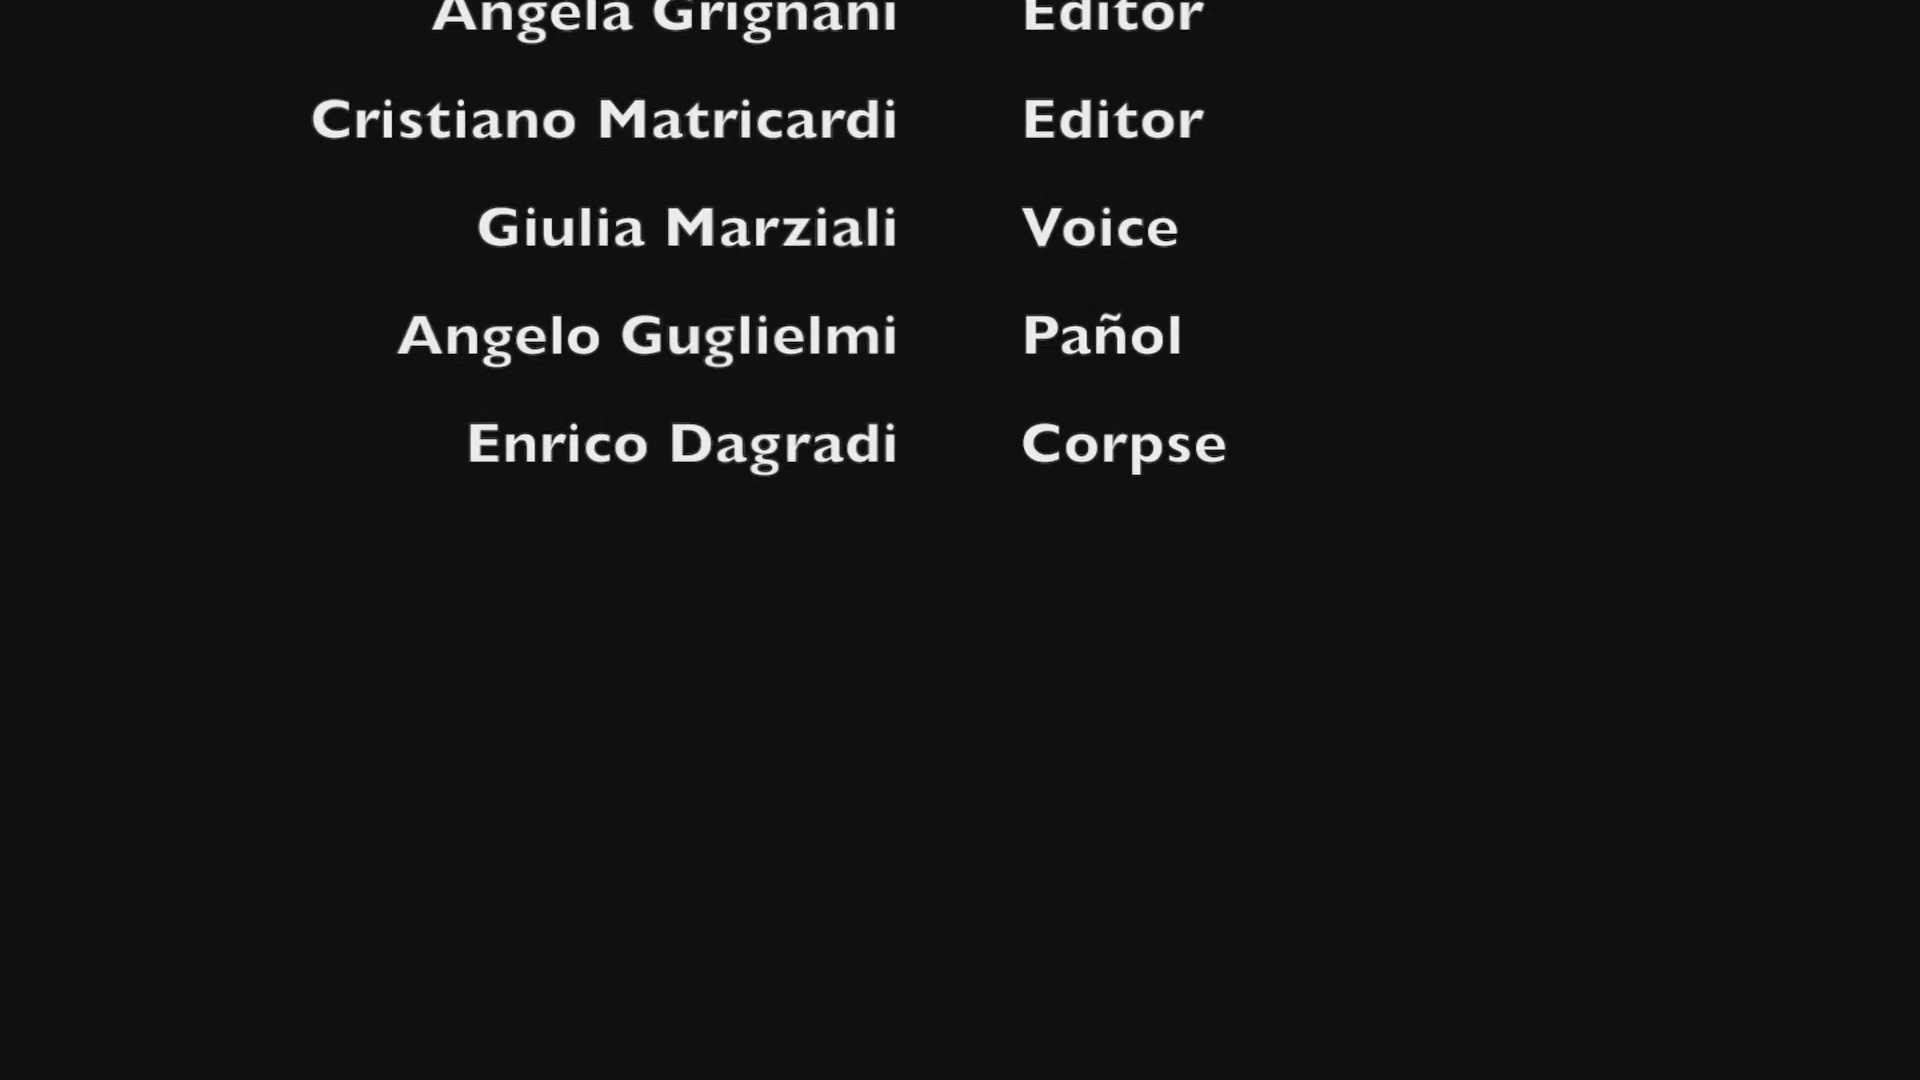 Angela Grignani Editor
Cristiano Matricardi Editor
Giulia Marziali Voice
Angelo Guglielmi Pañol
Enrico Dagradi Corpse